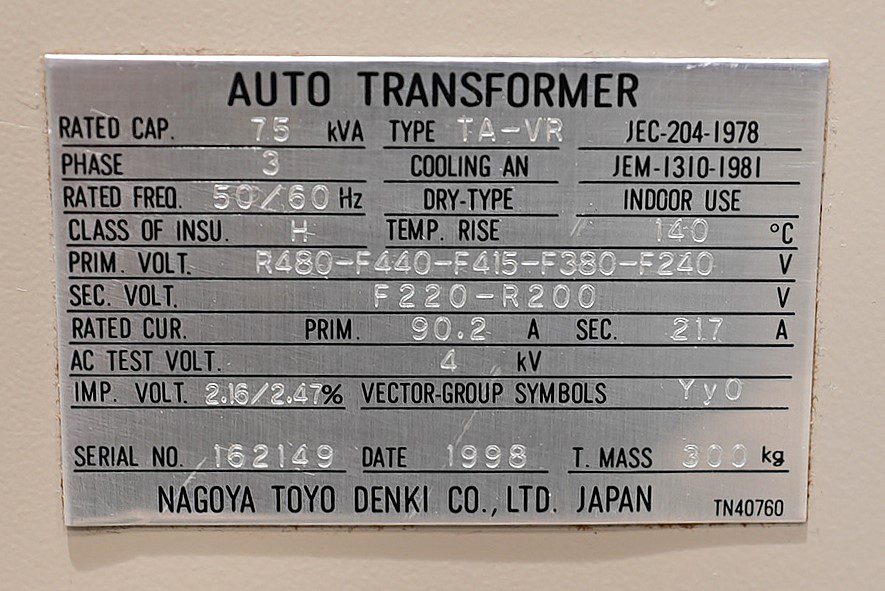 AUTO TRANSFORMER
RATED CAP. 75 kVA TYPE TA-VR JEC-204-1978
PHASE 3 COOLING AN JEM-1310-1981
RATED FREQ. 50/60 Hz DRY-TYPE INDOOR USE
CLASS OF INSU. H TEMP. RISE 140 °C
PRIM. VOLT. R480-F440-F415-F380-F240 V
SEC. VOLT. F220-R200 V
RATED CUR. PRIM. 90.2 A SEC. 217 A
AC TEST VOLT. 4 kV
IMP. VOLT. 2.16/2.47% VECTOR-GROUP SYMBOLS Yy0
SERIAL NO. 162149 DATE 1998 T. MASS 300 kg
NAGOYA TOYO DENKI CO., LTD. JAPAN TN40760